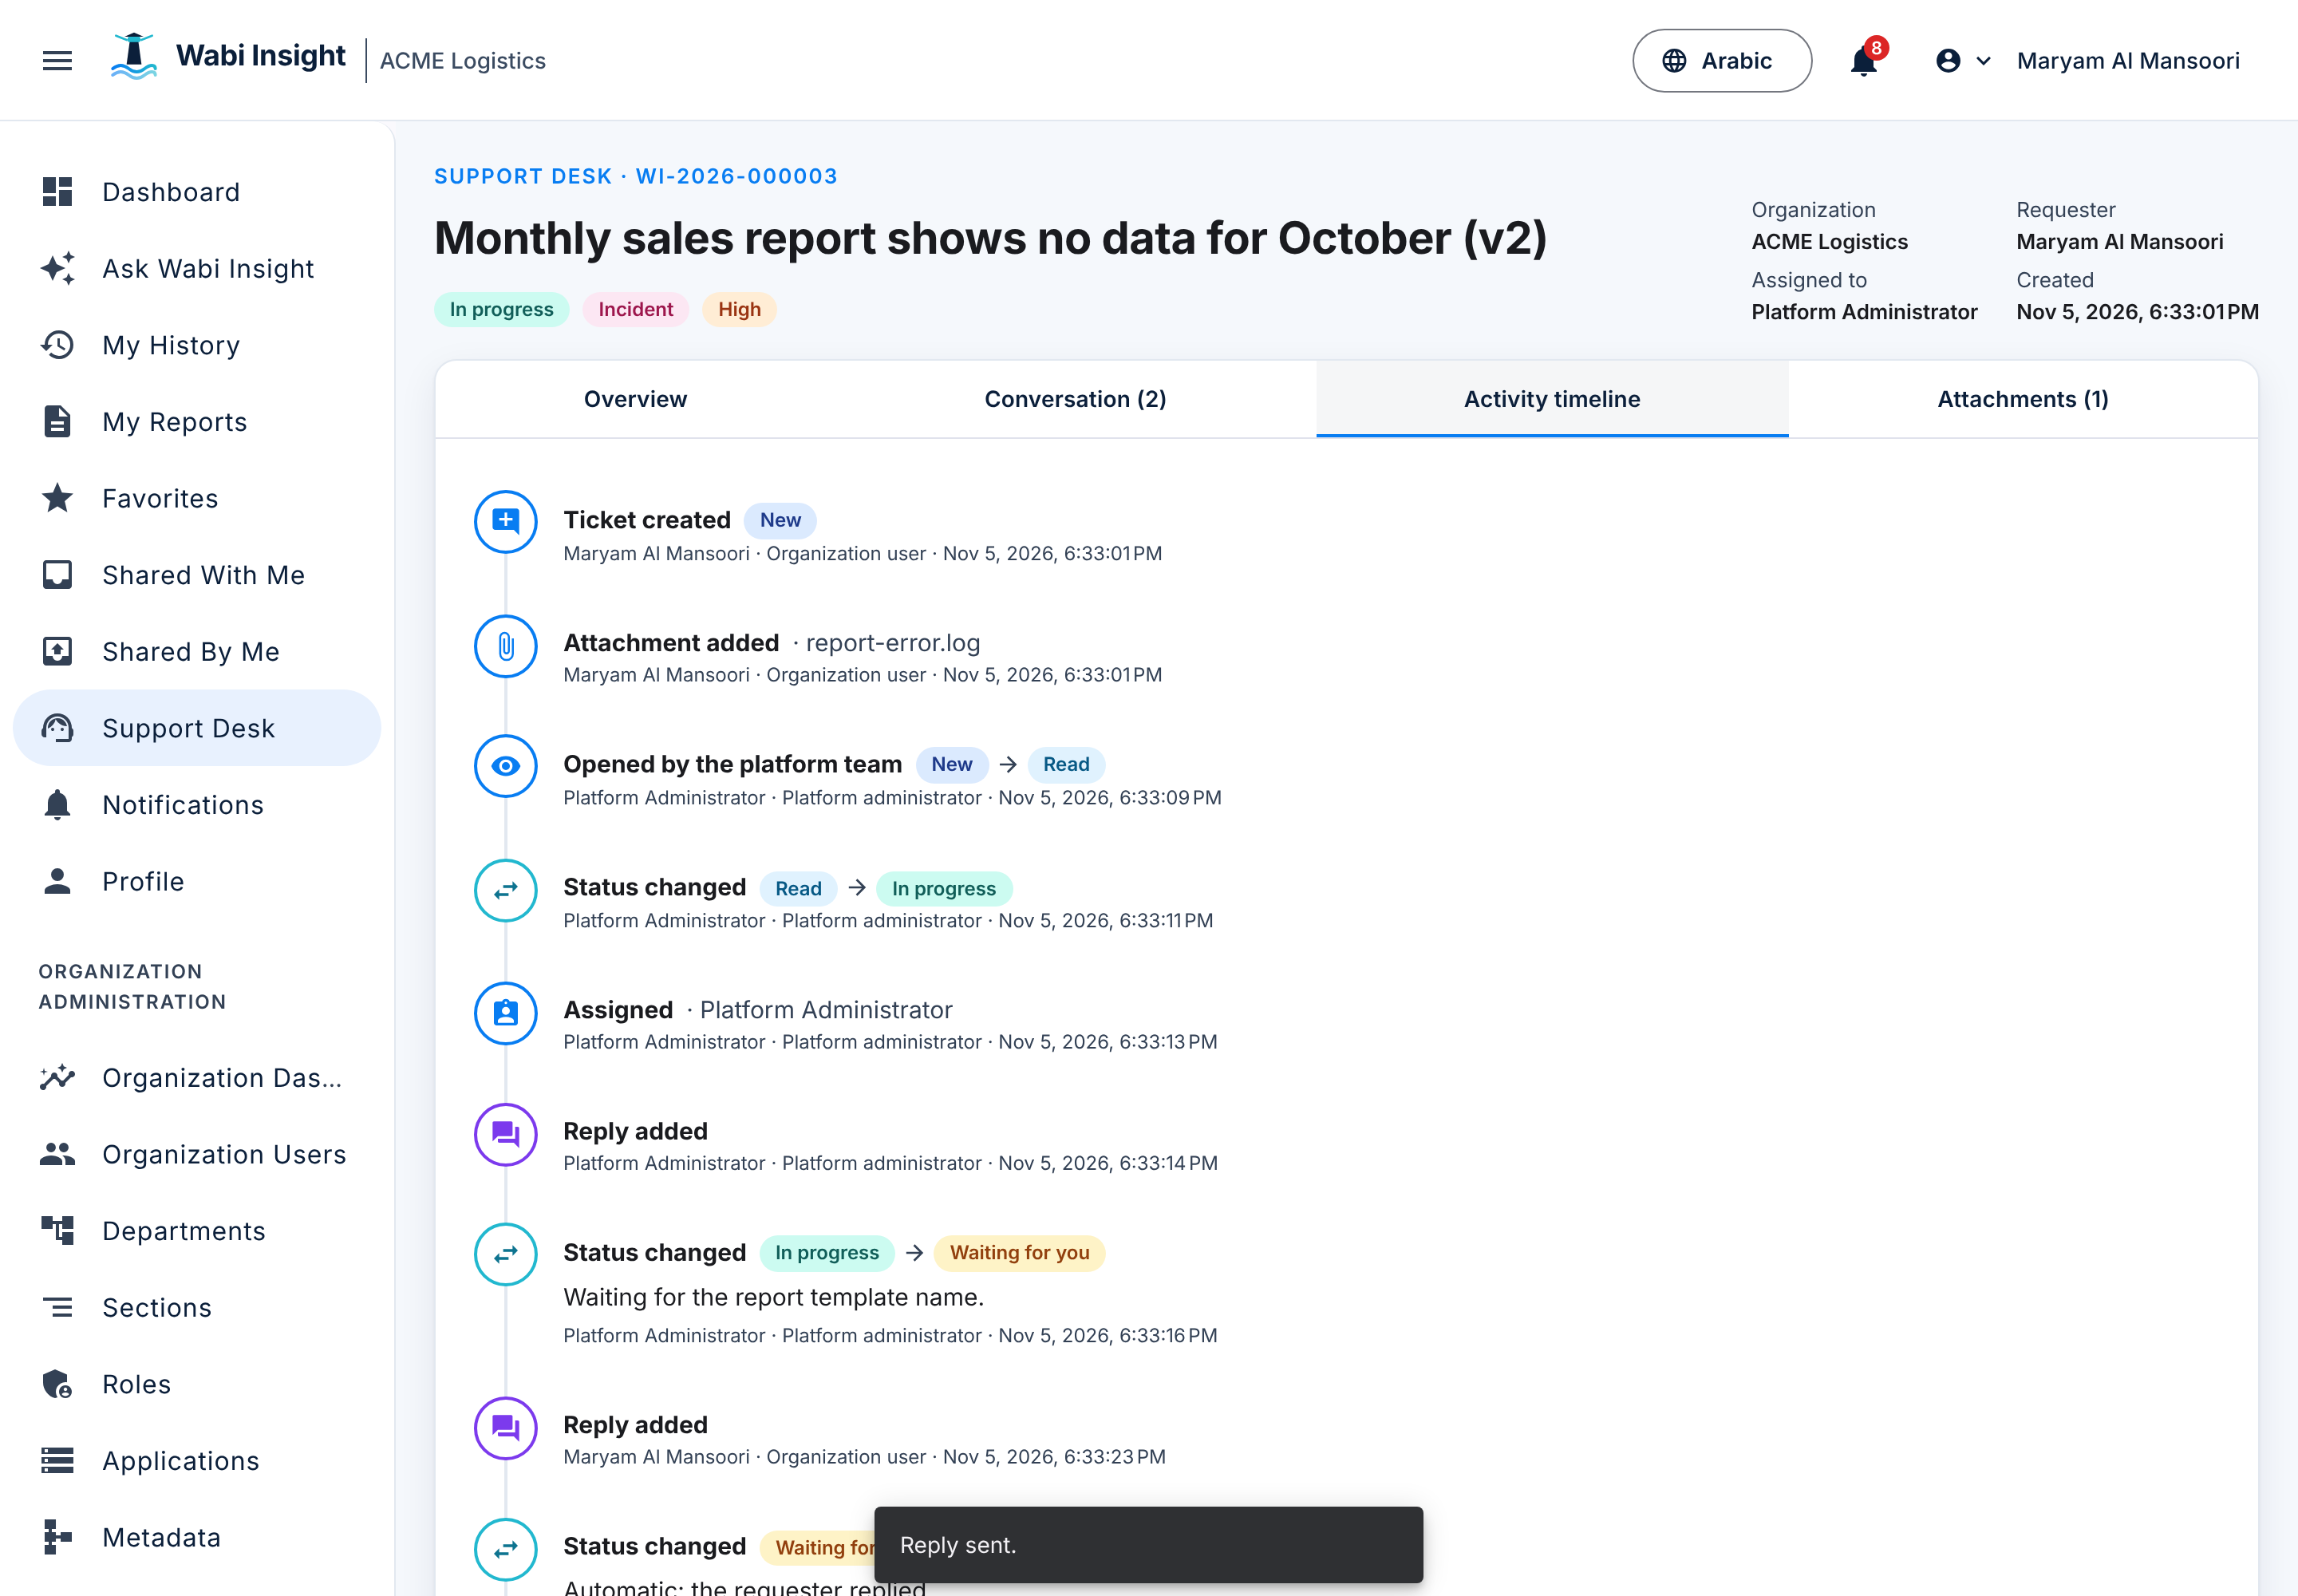 Wabi Insight
ACME Logistics
Arabic
8
Maryam Al Mansoori
Dashboard
Ask Wabi Insight
My History
My Reports
Favorites
Shared With Me
Shared By Me
Support Desk
Notifications
Profile
ORGANIZATION
ADMINISTRATION
Organization Das...
Organization Users
Departments
Sections
Roles
Applications
Metadata
SUPPORT DESK · WI-2026-000003
Monthly sales report shows no data for October (v2)
In progress Incident High
Organization
ACME Logistics
Requester
Maryam Al Mansoori
Assigned to
Platform Administrator
Created
Nov 5, 2026, 6:33:01 PM
Overview
Conversation (2)
Activity timeline
Attachments (1)
Ticket created New
Maryam Al Mansoori · Organization user · Nov 5, 2026, 6:33:01 PM
Attachment added · report-error.log
Maryam Al Mansoori · Organization user · Nov 5, 2026, 6:33:01 PM
Opened by the platform team New → Read
Platform Administrator · Platform administrator · Nov 5, 2026, 6:33:09 PM
Status changed Read → In progress
Platform Administrator · Platform administrator · Nov 5, 2026, 6:33:11 PM
Assigned · Platform Administrator
Platform Administrator · Platform administrator · Nov 5, 2026, 6:33:13 PM
Reply added
Platform Administrator · Platform administrator · Nov 5, 2026, 6:33:14 PM
Status changed In progress → Waiting for you
Waiting for the report template name.
Platform Administrator · Platform administrator · Nov 5, 2026, 6:33:16 PM
Reply added
Maryam Al Mansoori · Organization user · Nov 5, 2026, 6:33:23 PM
Status changed Waiting for
Automatic: the requester replied
Reply sent.